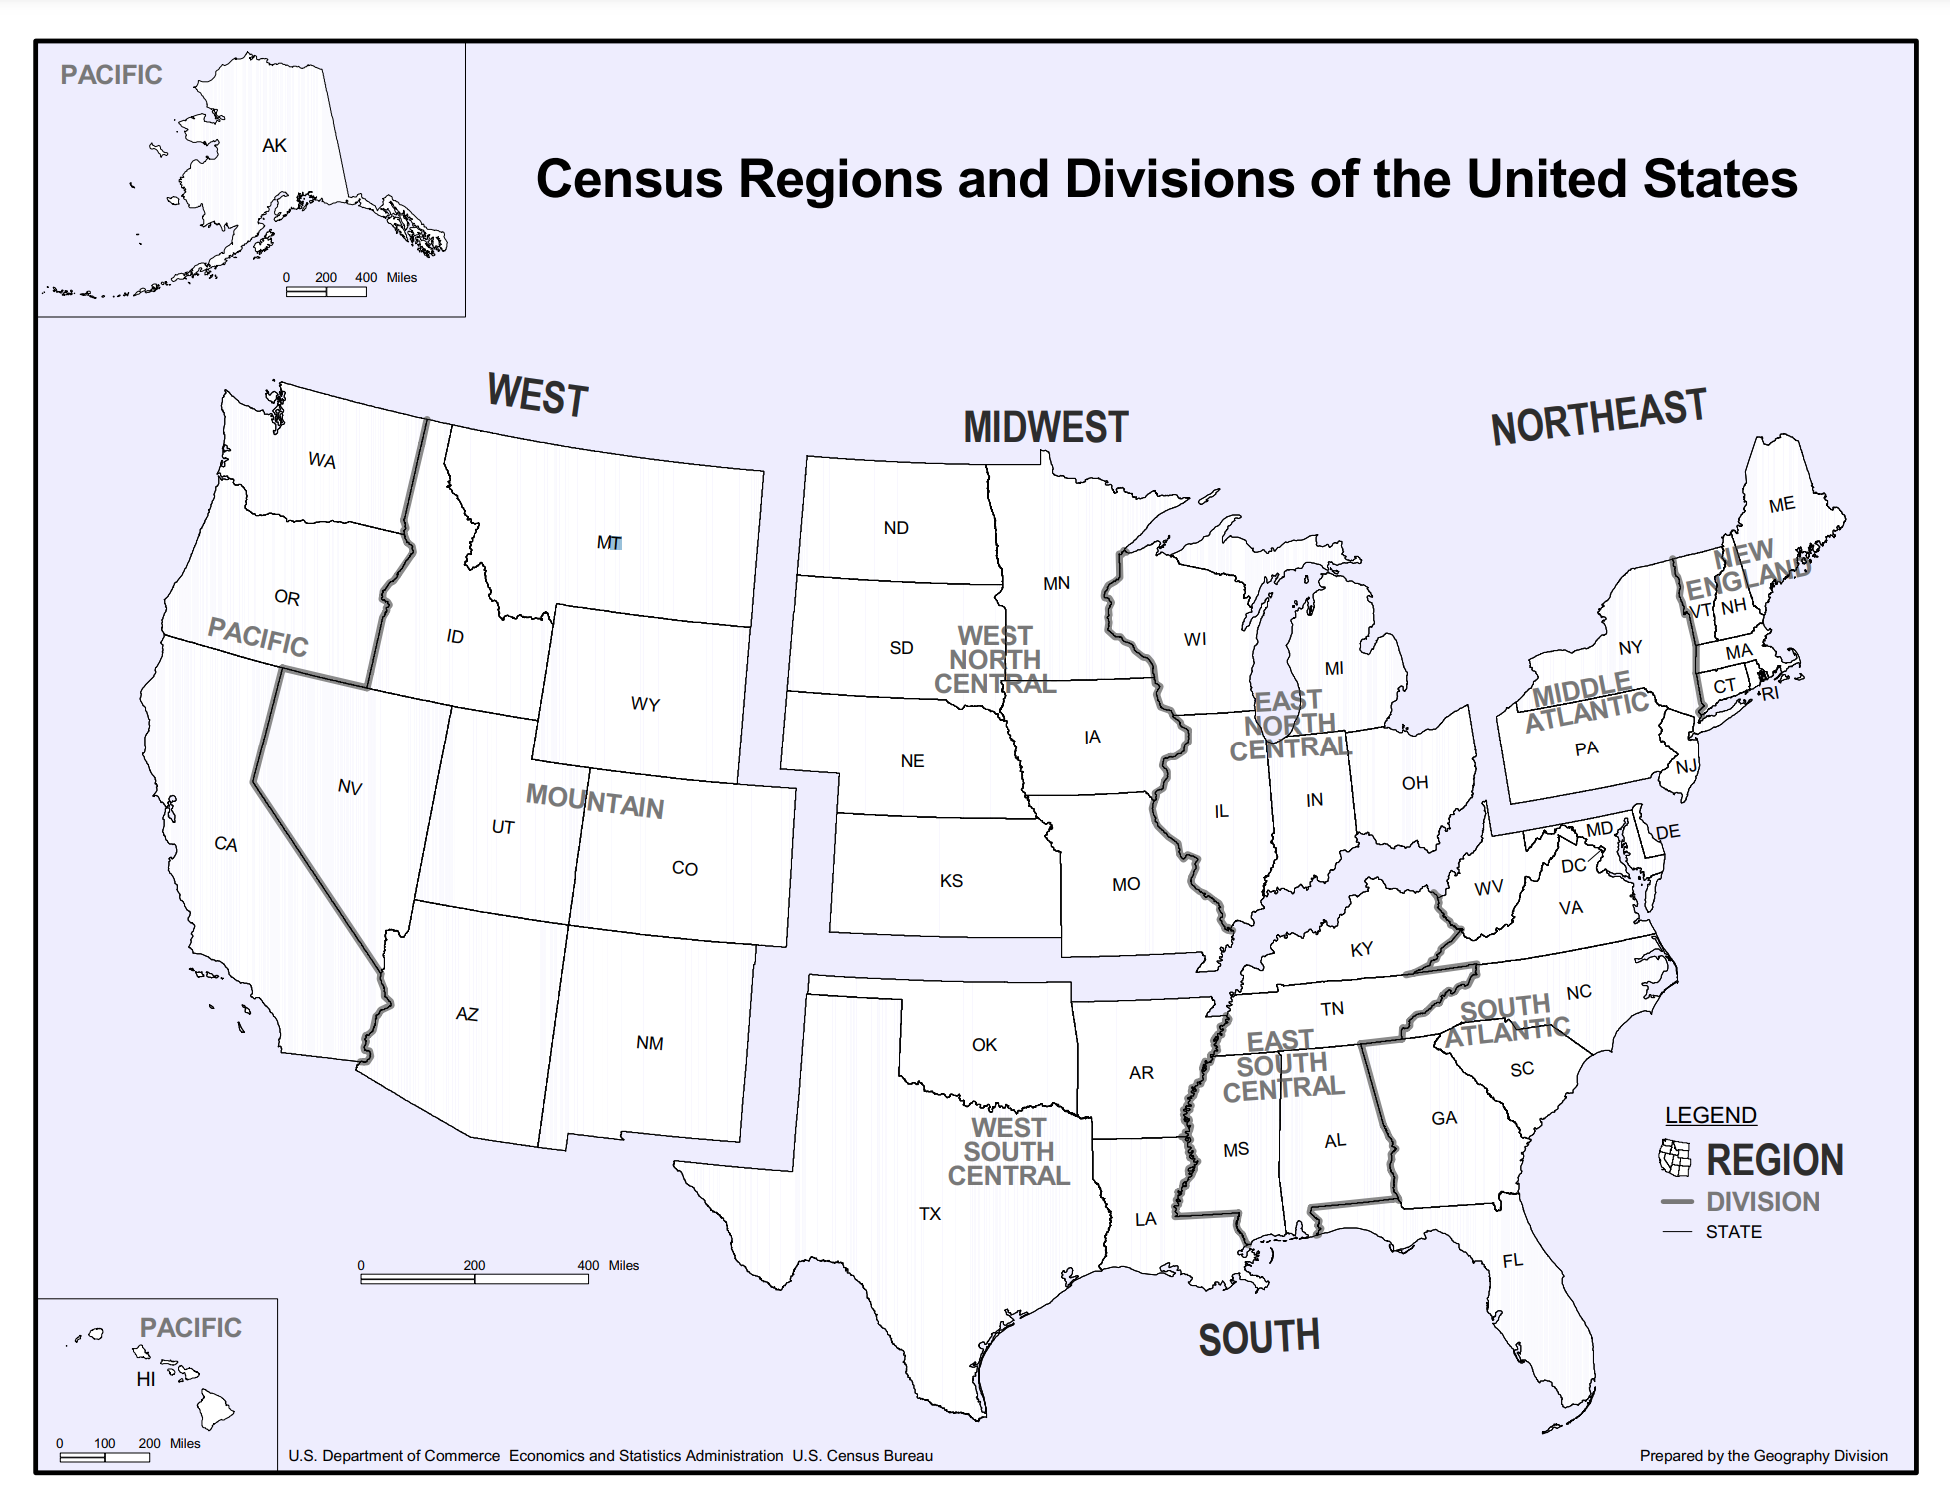 PACIFIC
AK
0 200 400 Miles
Census Regions and Divisions of the United States
WEST
MIDWEST
NORTHEAST
WA
MT
OR
PACIFIC
ID
WY
NV
MOUNTAIN
UT
CA
CO
AZ
NM
ND
MN
SD
WEST
NORTH
CENTRAL
NE
IA
KS
MO
WI
MI
EAST
NORTH
CENTRAL
IL
IN
OH
ME
NEW
ENGLAND
VT
NH
NY
MA
CT
RI
MIDDLE
ATLANTIC
PA
NJ
MD
DE
DC
WV
VA
KY
TN
NC
SOUTH
ATLANTIC
SC
EAST
SOUTH
CENTRAL
MS
AL
GA
FL
OK
AR
WEST
SOUTH
CENTRAL
TX
LA
SOUTH
LEGEND
REGION
DIVISION
STATE
0 200 400 Miles
PACIFIC
HI
0 100 200 Miles
U.S. Department of Commerce Economics and Statistics Administration U.S. Census Bureau
Prepared by the Geography Division